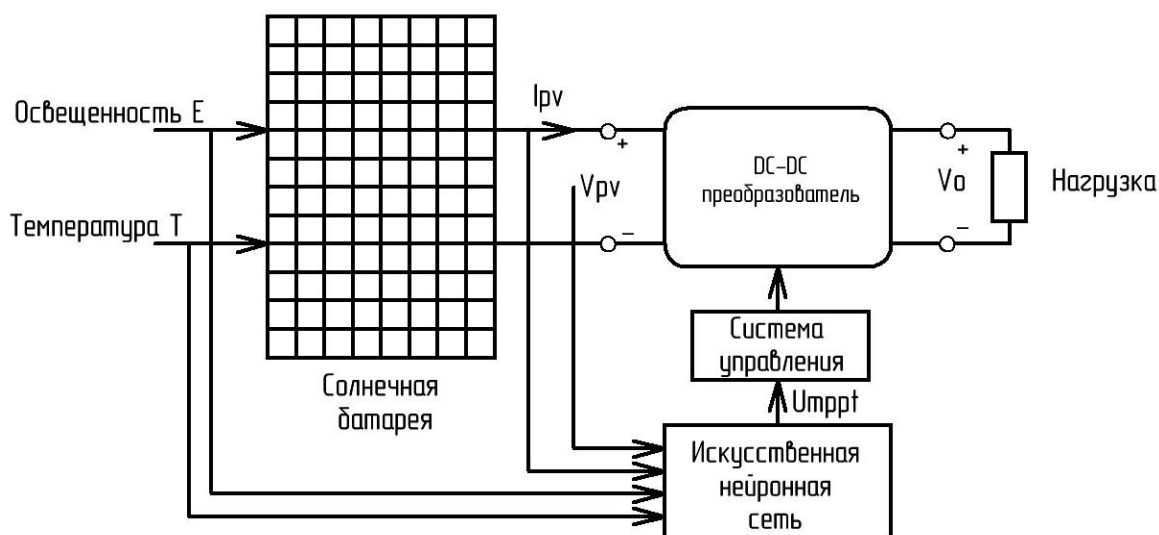 Освещенность E
Температура T
Солнечная
батарея
Ipv
+
Vpv
–
DC-DC
преобразователь
+
Vo
–
Нагрузка
Система
управления
Umppt
Искусственная
нейронная
сеть